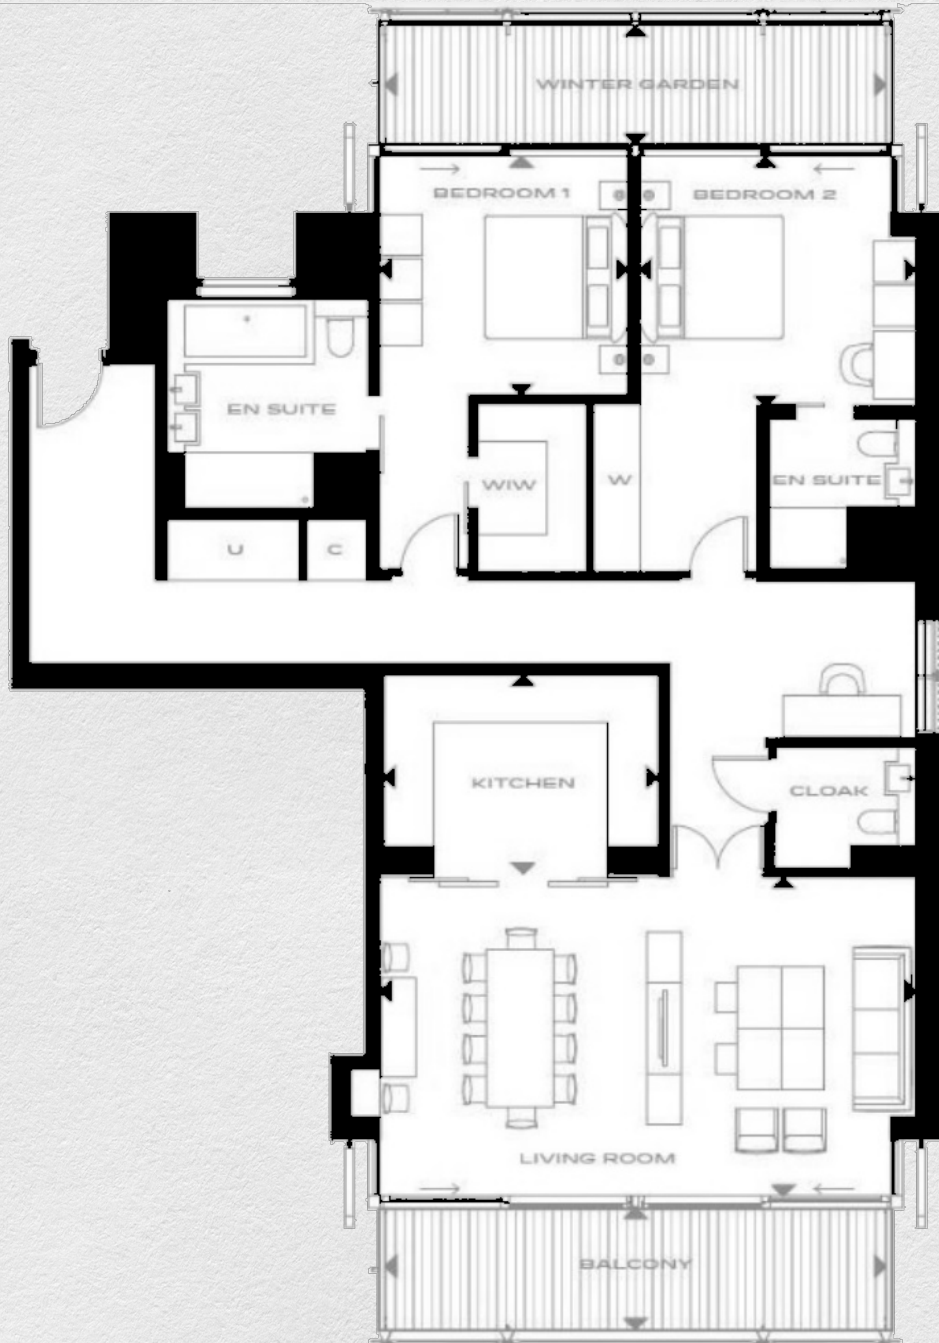 WINTER GARDEN
BEDROOM 1
BEDROOM 2
EN SUITE
WIW
W
EN SUITE
U
C
KITCHEN
CLOAK
LIVING ROOM
BALCONY